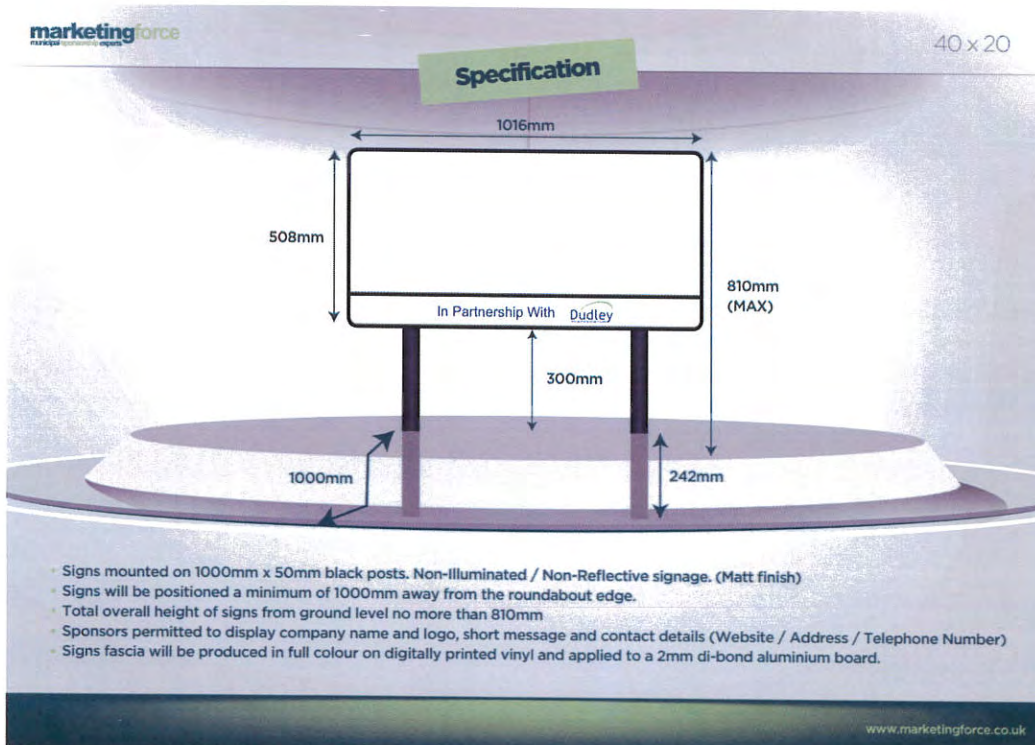 marketingforce
municipal sponsorship experts
40 x 20
Specification
1016mm
508mm
810mm
(MAX)
In Partnership With Dudley
300mm
1000mm
242mm
Signs mounted on 1000mm x 50mm black posts. Non-Illuminated / Non-Reflective signage. (Matt finish)
Signs will be positioned a minimum of 1000mm away from the roundabout edge.
Total overall height of signs from ground level no more than 810mm
Sponsors permitted to display company name and logo, short message and contact details (Website / Address / Telephone Number)
Signs fascia will be produced in full colour on digitally printed vinyl and applied to a 2mm di-bond aluminium board.
www.marketingforce.co.uk